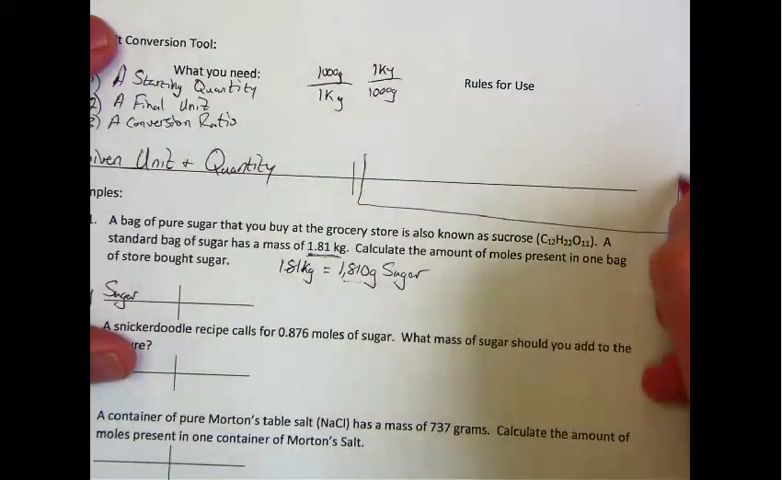 t Conversion Tool:
What you need:
) A Starting Quantity
2) A Final Unit
3) A Conversion Ratio
1000g 1Kg
1Kg 1000g
Rules for Use
iven Unit + Quantity
nples:
1. A bag of pure sugar that you buy at the grocery store is also known as sucrose (C₁₂H₂₂O₁₁). A
standard bag of sugar has a mass of 1.81 kg. Calculate the amount of moles present in one bag
of store bought sugar.
1.81Kg = 1,810g Sugar
Sugar
A snickerdoodle recipe calls for 0.876 moles of sugar. What mass of sugar should you add to the
ure?
A container of pure Morton's table salt (NaCl) has a mass of 737 grams. Calculate the amount of
moles present in one container of Morton's Salt.